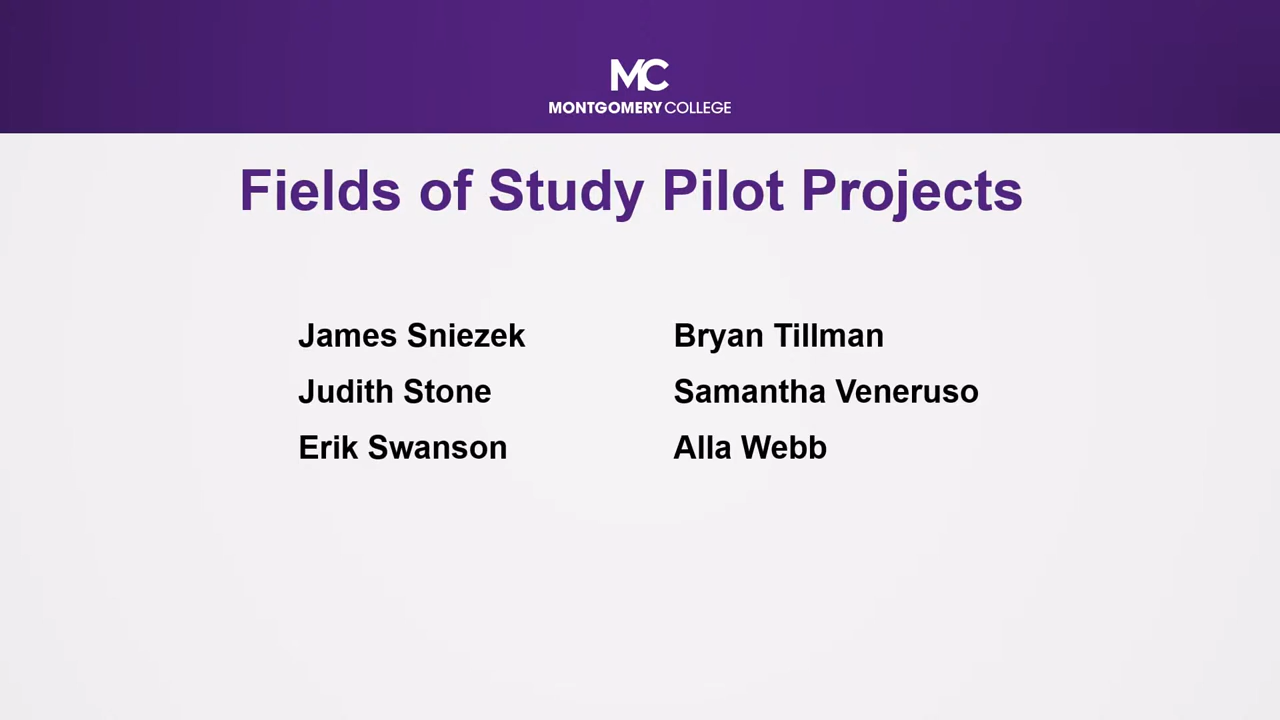 MC
MONTGOMERY COLLEGE
Fields of Study Pilot Projects
James Sniezek
Judith Stone
Erik Swanson
Bryan Tillman
Samantha Veneruso
Alla Webb